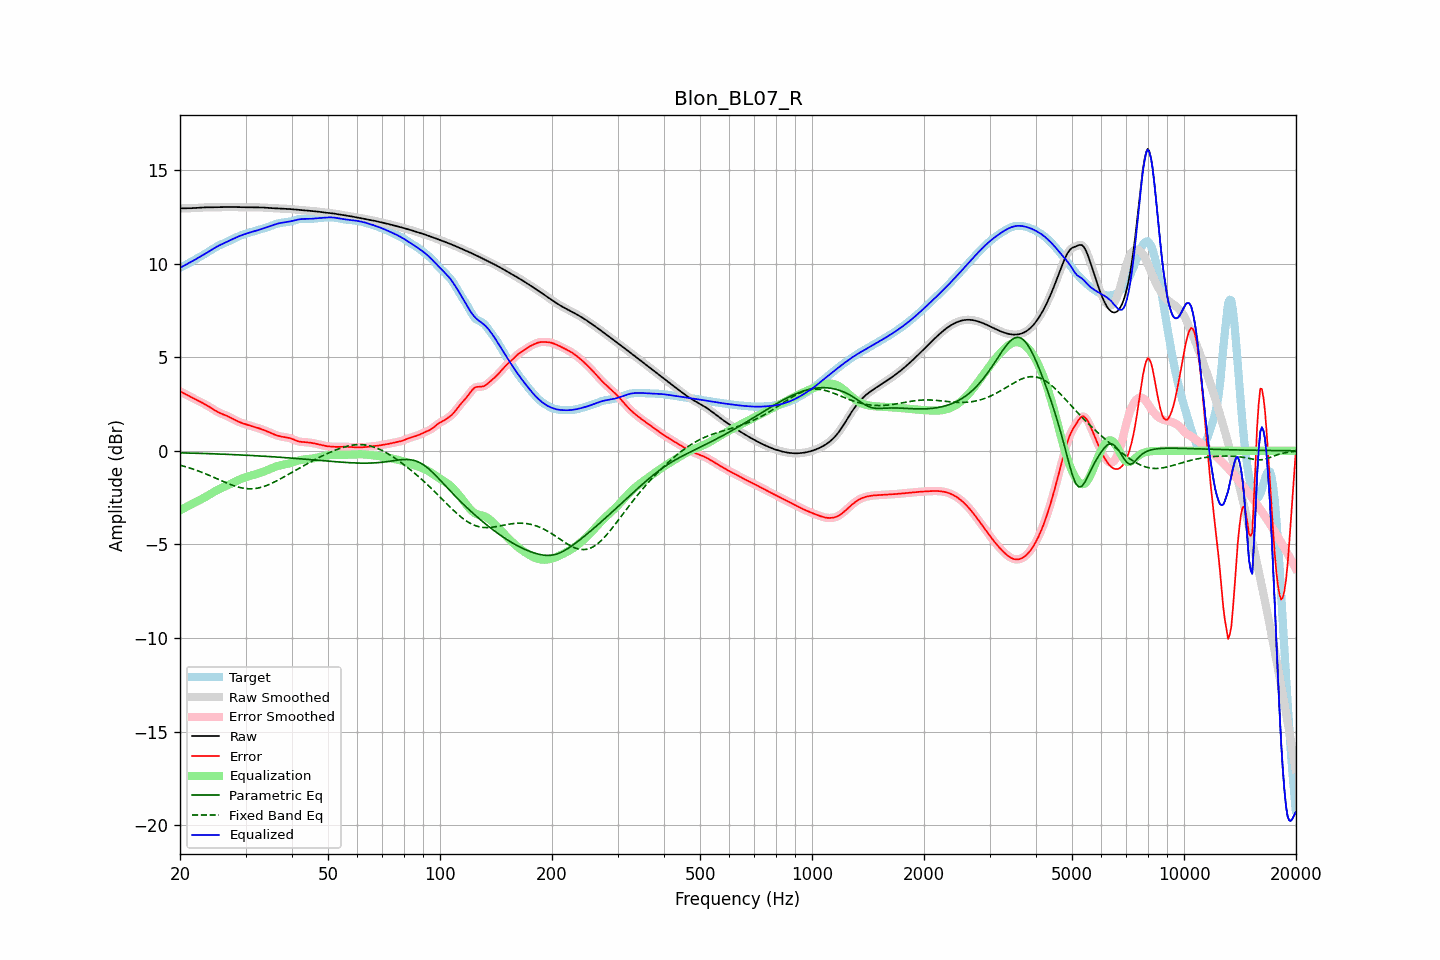 Blon_BL07_R
Amplitude (dBr)
15
10
5
0
−5
−10
−15
−20
Target
Raw Smoothed
Error Smoothed
Raw
Error
Equalization
Parametric Eq
Fixed Band Eq
Equalized
20 50 100 200 500 1000 2000 5000 10000 20000
Frequency (Hz)